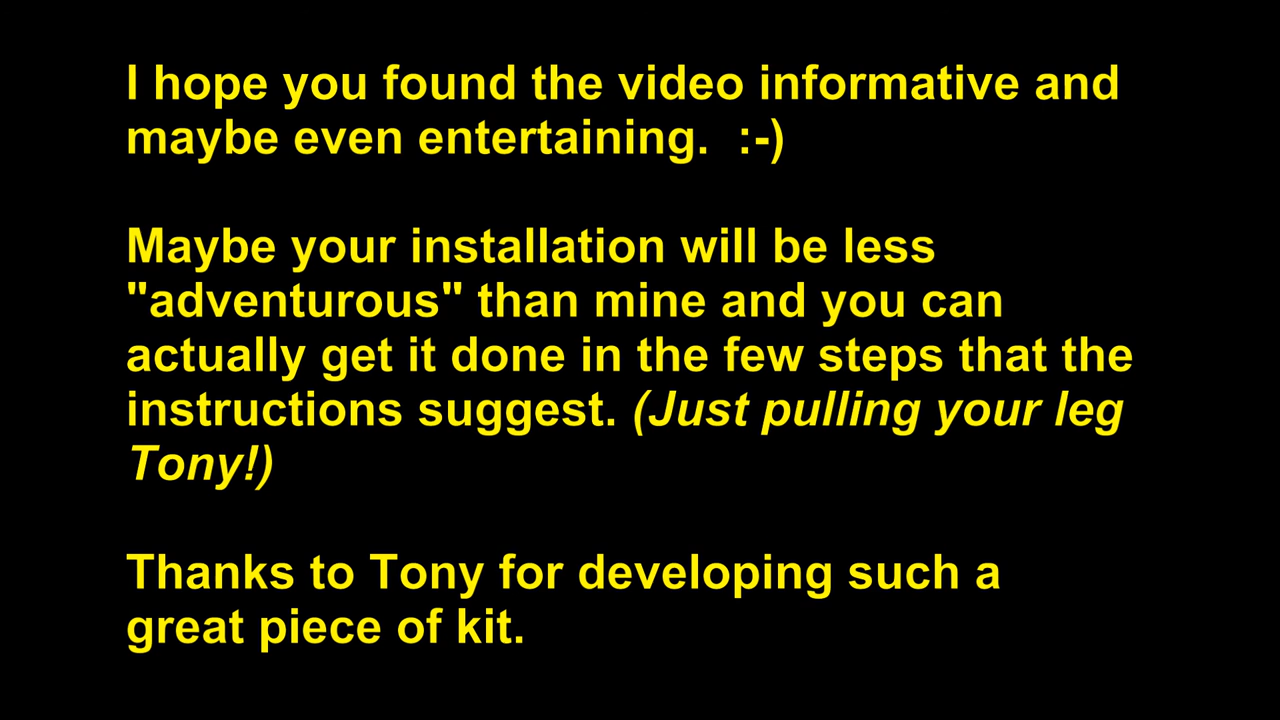 I hope you found the video informative and
maybe even entertaining.  :-)
Maybe your installation will be less
"adventurous" than mine and you can
actually get it done in the few steps that the
instructions suggest. (Just pulling your leg
Tony!)
Thanks to Tony for developing such a
great piece of kit.